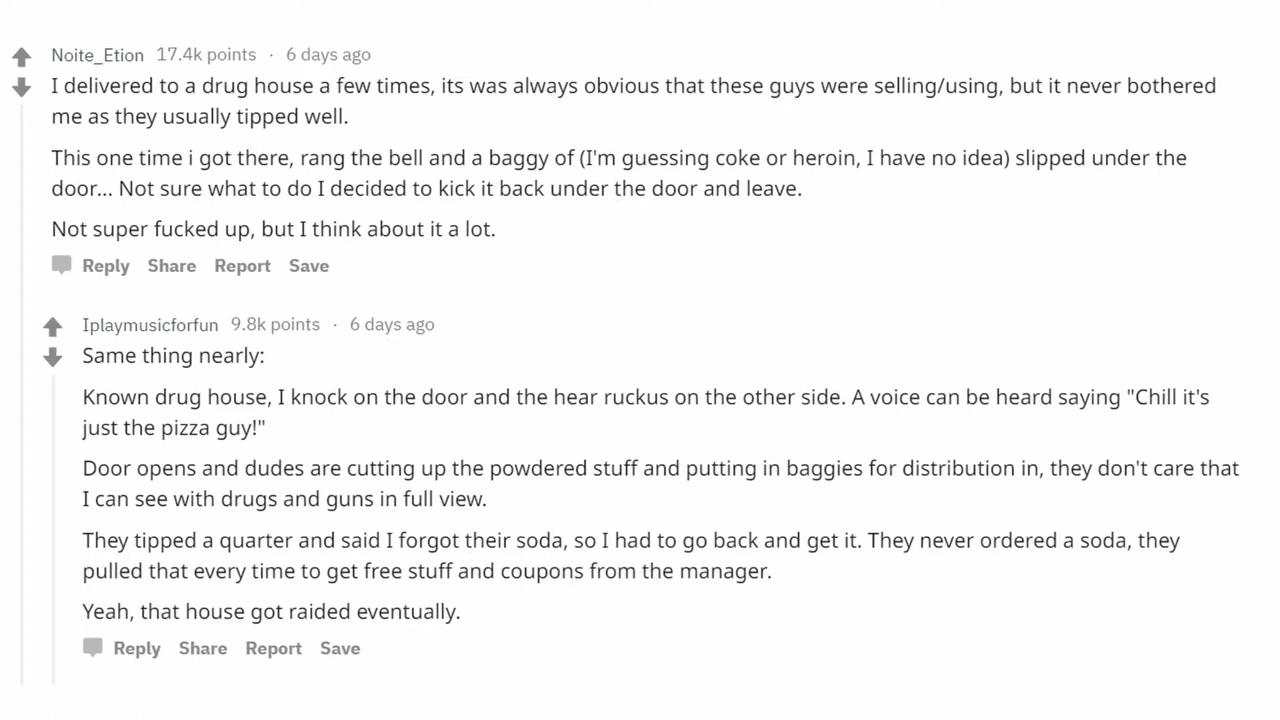 Noite_Etion 17.4k points · 6 days ago
I delivered to a drug house a few times, its was always obvious that these guys were selling/using, but it never bothered
me as they usually tipped well.
This one time i got there, rang the bell and a baggy of (I'm guessing coke or heroin, I have no idea) slipped under the
door... Not sure what to do I decided to kick it back under the door and leave.
Not super fucked up, but I think about it a lot.
Reply Share Report Save
Iplaymusicforfun 9.8k points · 6 days ago
Same thing nearly:
Known drug house, I knock on the door and the hear ruckus on the other side. A voice can be heard saying "Chill it's
just the pizza guy!"
Door opens and dudes are cutting up the powdered stuff and putting in baggies for distribution in, they don't care that
I can see with drugs and guns in full view.
They tipped a quarter and said I forgot their soda, so I had to go back and get it. They never ordered a soda, they
pulled that every time to get free stuff and coupons from the manager.
Yeah, that house got raided eventually.
Reply Share Report Save